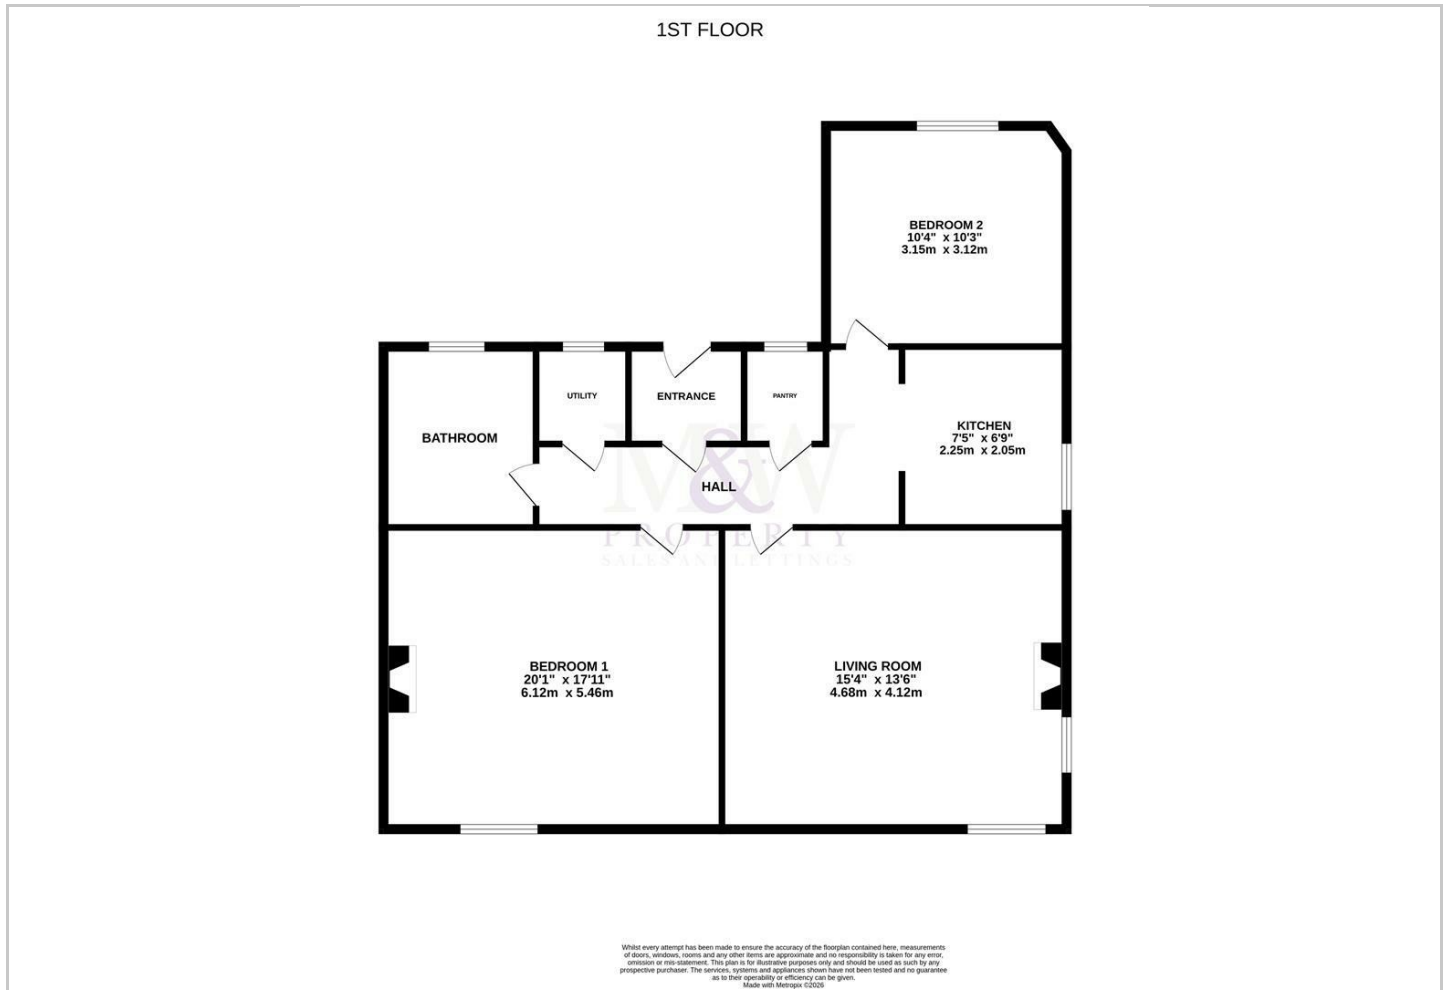 1ST FLOOR
BEDROOM 2
10'4" x 10'3"
3.15m x 3.12m
UTILITY
ENTRANCE
PANTRY
BATHROOM
KITCHEN
7'5" x 6'9"
2.25m x 2.05m
HALL
M&W
PROPERTY
SALES AND LETTINGS
BEDROOM 1
20'1" x 17'11"
6.12m x 5.46m
LIVING ROOM
15'4" x 13'6"
4.68m x 4.12m
Whilst every attempt has been made to ensure the accuracy of the floorplan contained here, measurements
of doors, windows, rooms and any other items are approximate and no responsibility is taken for any error,
omission or mis-statement. This plan is for illustrative purposes only and should be used as such by any
prospective purchaser. The services, systems and appliances shown have not been tested and no guarantee
as to their operability or efficiency can be given.
Made with Metropix ©2026